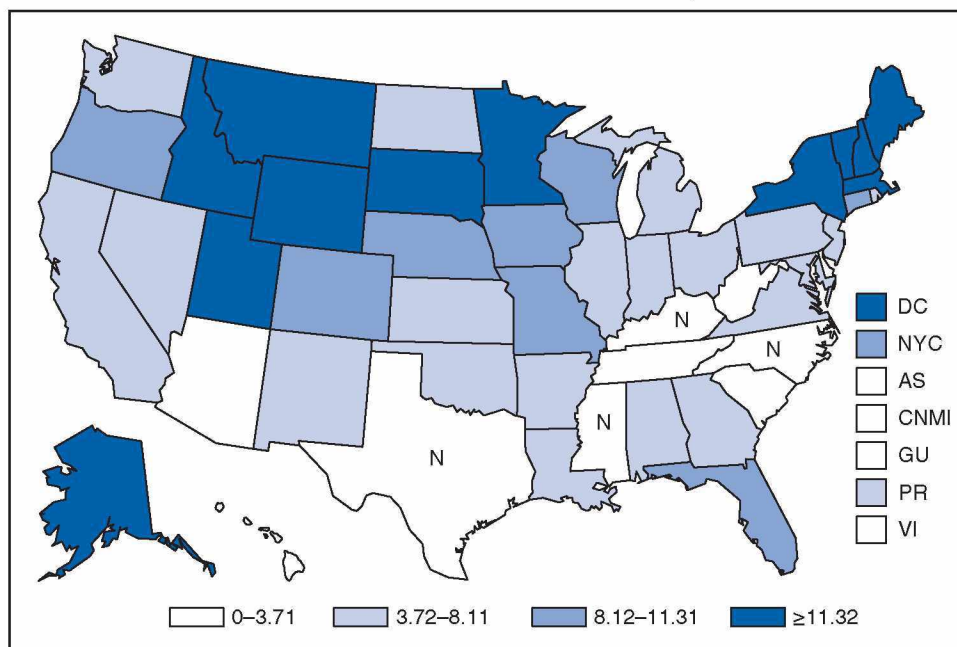 N
N
N
N
DC
NYC
AS
CNMI
GU
PR
VI
0–3.71
3.72–8.11
8.12–11.31
≥11.32